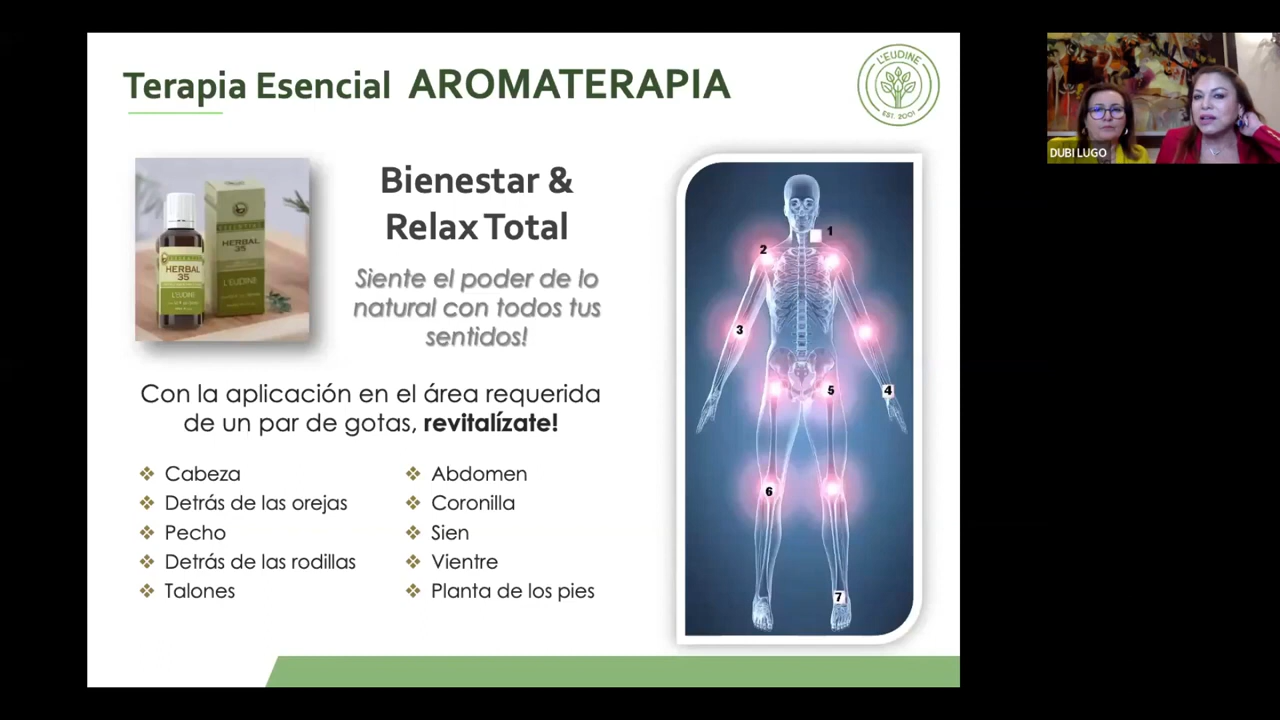 Terapia Esencial AROMATERAPIA
L'EUDINE
EST. 2001
DUBI LUGO
Bienestar &
Relax Total
Siente el poder de lo
natural con todos tus
sentidos!
HERBAL
35
L'EUDINE
HERBAL
35
L'EUDINE
Con la aplicación en el área requerida
de un par de gotas, revitalízate!
Cabeza
Detrás de las orejas
Pecho
Detrás de las rodillas
Talones
Abdomen
Coronilla
Sien
Vientre
Planta de los pies
1
2
3
4
5
6
7